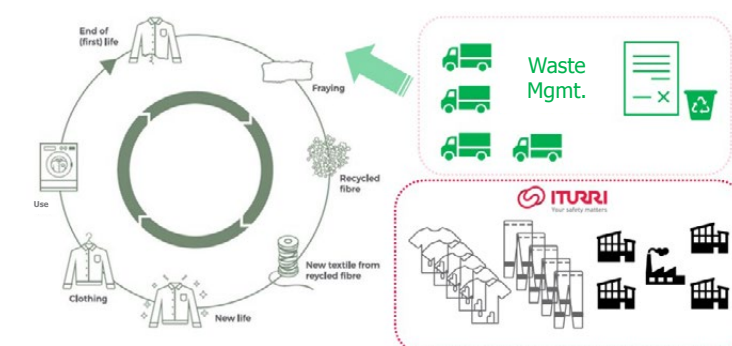 End of
(first) life
Fraying
Recycled
fibre
New textile from
reycled fibre
New life
Clothing
Use
Waste
Mgmt.
ITURRI
Your safety matters